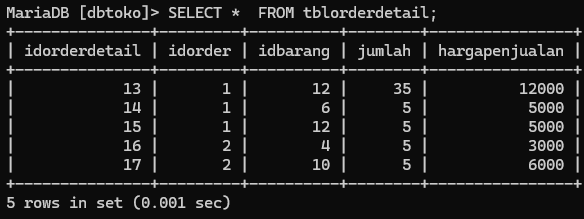 MariaDB [dbtoko]> SELECT *  FROM tblorderdetail;
+---------------+---------+----------+--------+----------------+
| idorderdetail | idorder | idbarang | jumlah | hargapenjualan |
+---------------+---------+----------+--------+----------------+
|            13 |       1 |       12 |     35 |          12000 |
|            14 |       1 |        6 |      5 |           5000 |
|            15 |       1 |       12 |      5 |           5000 |
|            16 |       2 |        4 |      5 |           3000 |
|            17 |       2 |       10 |      5 |           6000 |
+---------------+---------+----------+--------+----------------+
5 rows in set (0.001 sec)